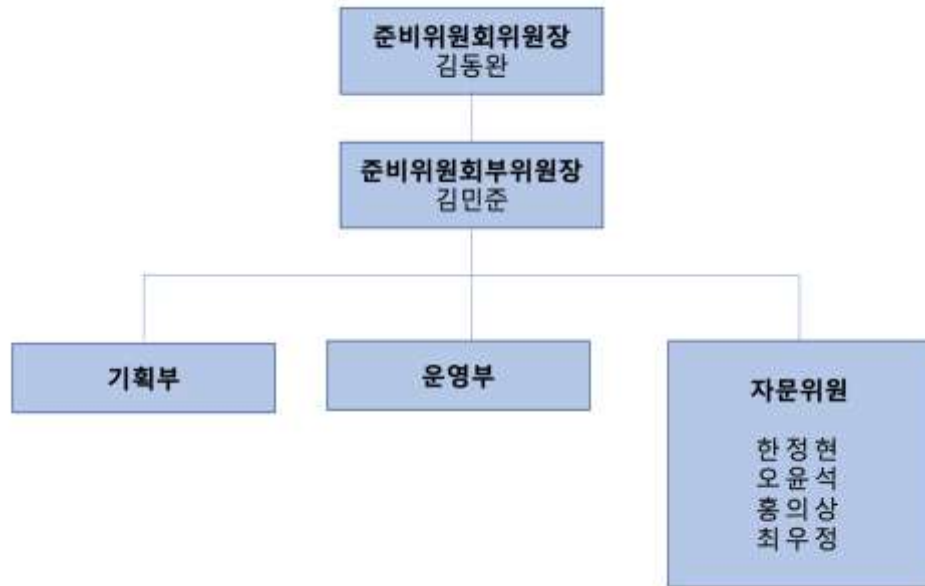 준비위원회위원장
김동완
준비위원회부위원장
김민준
기획부
운영부
자문위원
한 정 현
오 윤 석
홍 의 상
최 우 정